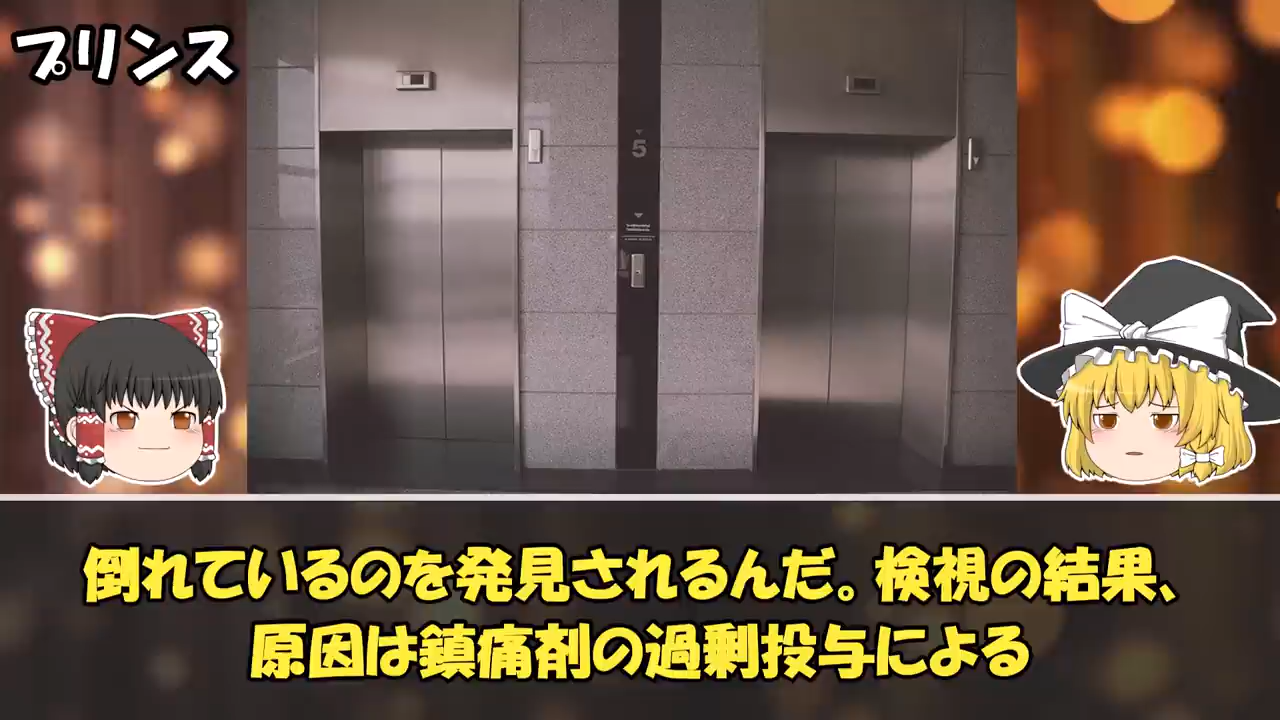 プリンス
5
倒れているのを発見されるんだ。検視の結果、
原因は鎮痛剤の過剰投与による